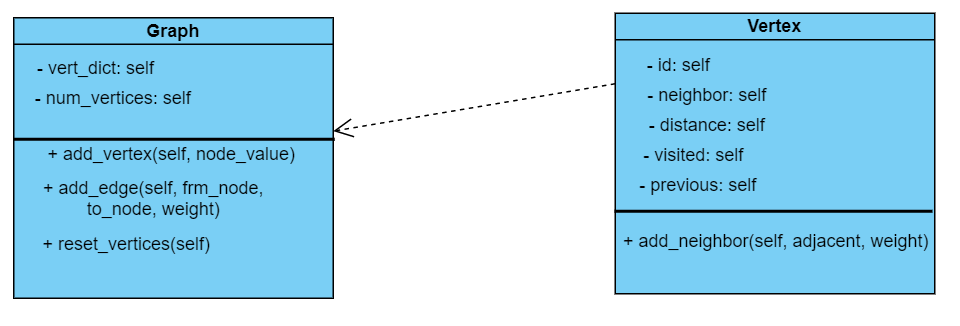 Graph
- vert_dict: self
- num_vertices: self
+ add_vertex(self, node_value)
+ add_edge(self, frm_node,
to_node, weight)
+ reset_vertices(self)
Vertex
- id: self
- neighbor: self
- distance: self
- visited: self
- previous: self
+ add_neighbor(self, adjacent, weight)